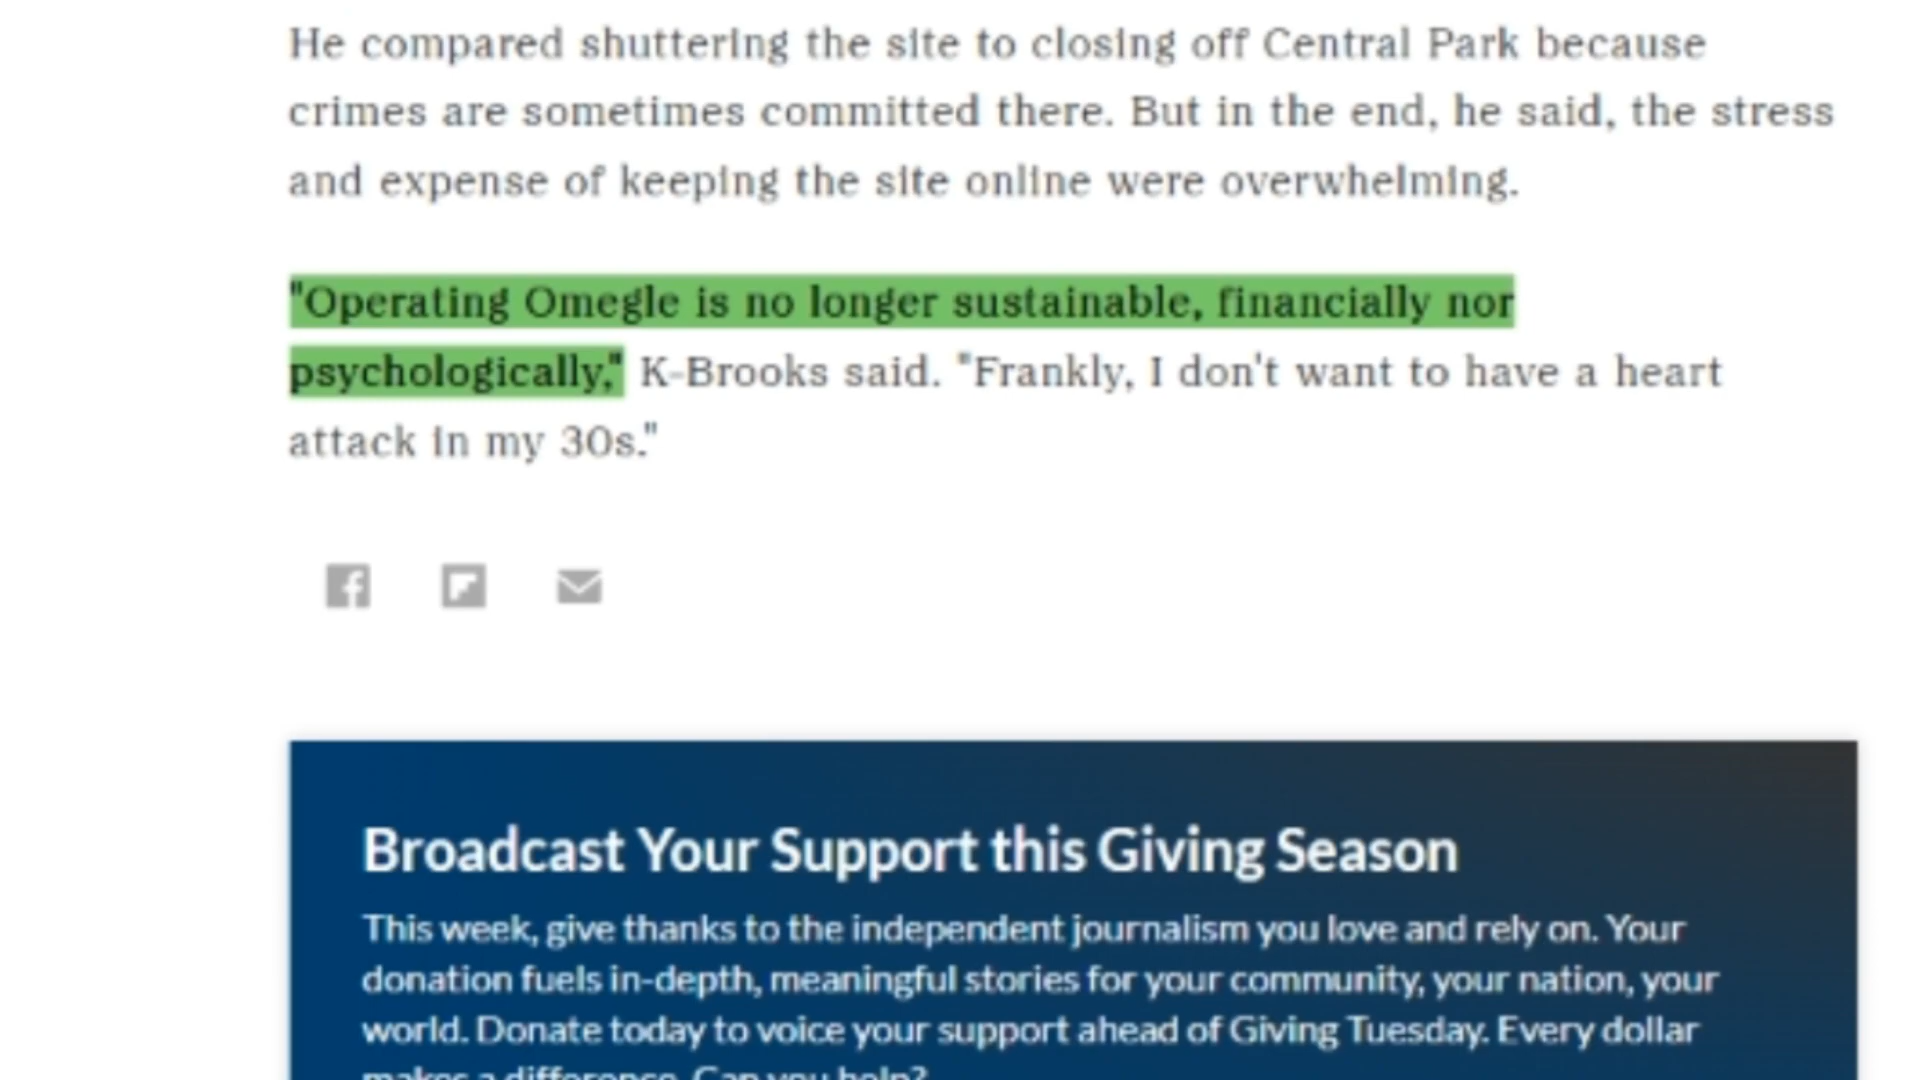 He compared shuttering the site to closing off Central Park because
crimes are sometimes committed there. But in the end, he said, the stress
and expense of keeping the site online were overwhelming.
"Operating Omegle is no longer sustainable, financially nor
psychologically," K-Brooks said. "Frankly, I don't want to have a heart
attack in my 30s."
Broadcast Your Support this Giving Season
This week, give thanks to the independent journalism you love and rely on. Your
donation fuels in-depth, meaningful stories for your community, your nation, your
world. Donate today to voice your support ahead of Giving Tuesday. Every dollar
makes a difference. Can you help?